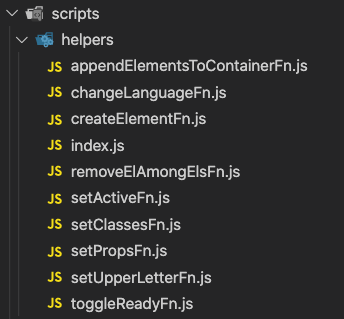 scripts
helpers
JS appendElementsToContainerFn.js
JS changeLanguageFn.js
JS createElementFn.js
JS index.js
JS removeElAmongElsFn.js
JS setActiveFn.js
JS setClassesFn.js
JS setPropsFn.js
JS setUpperLetterFn.js
JS toggleReadyFn.js